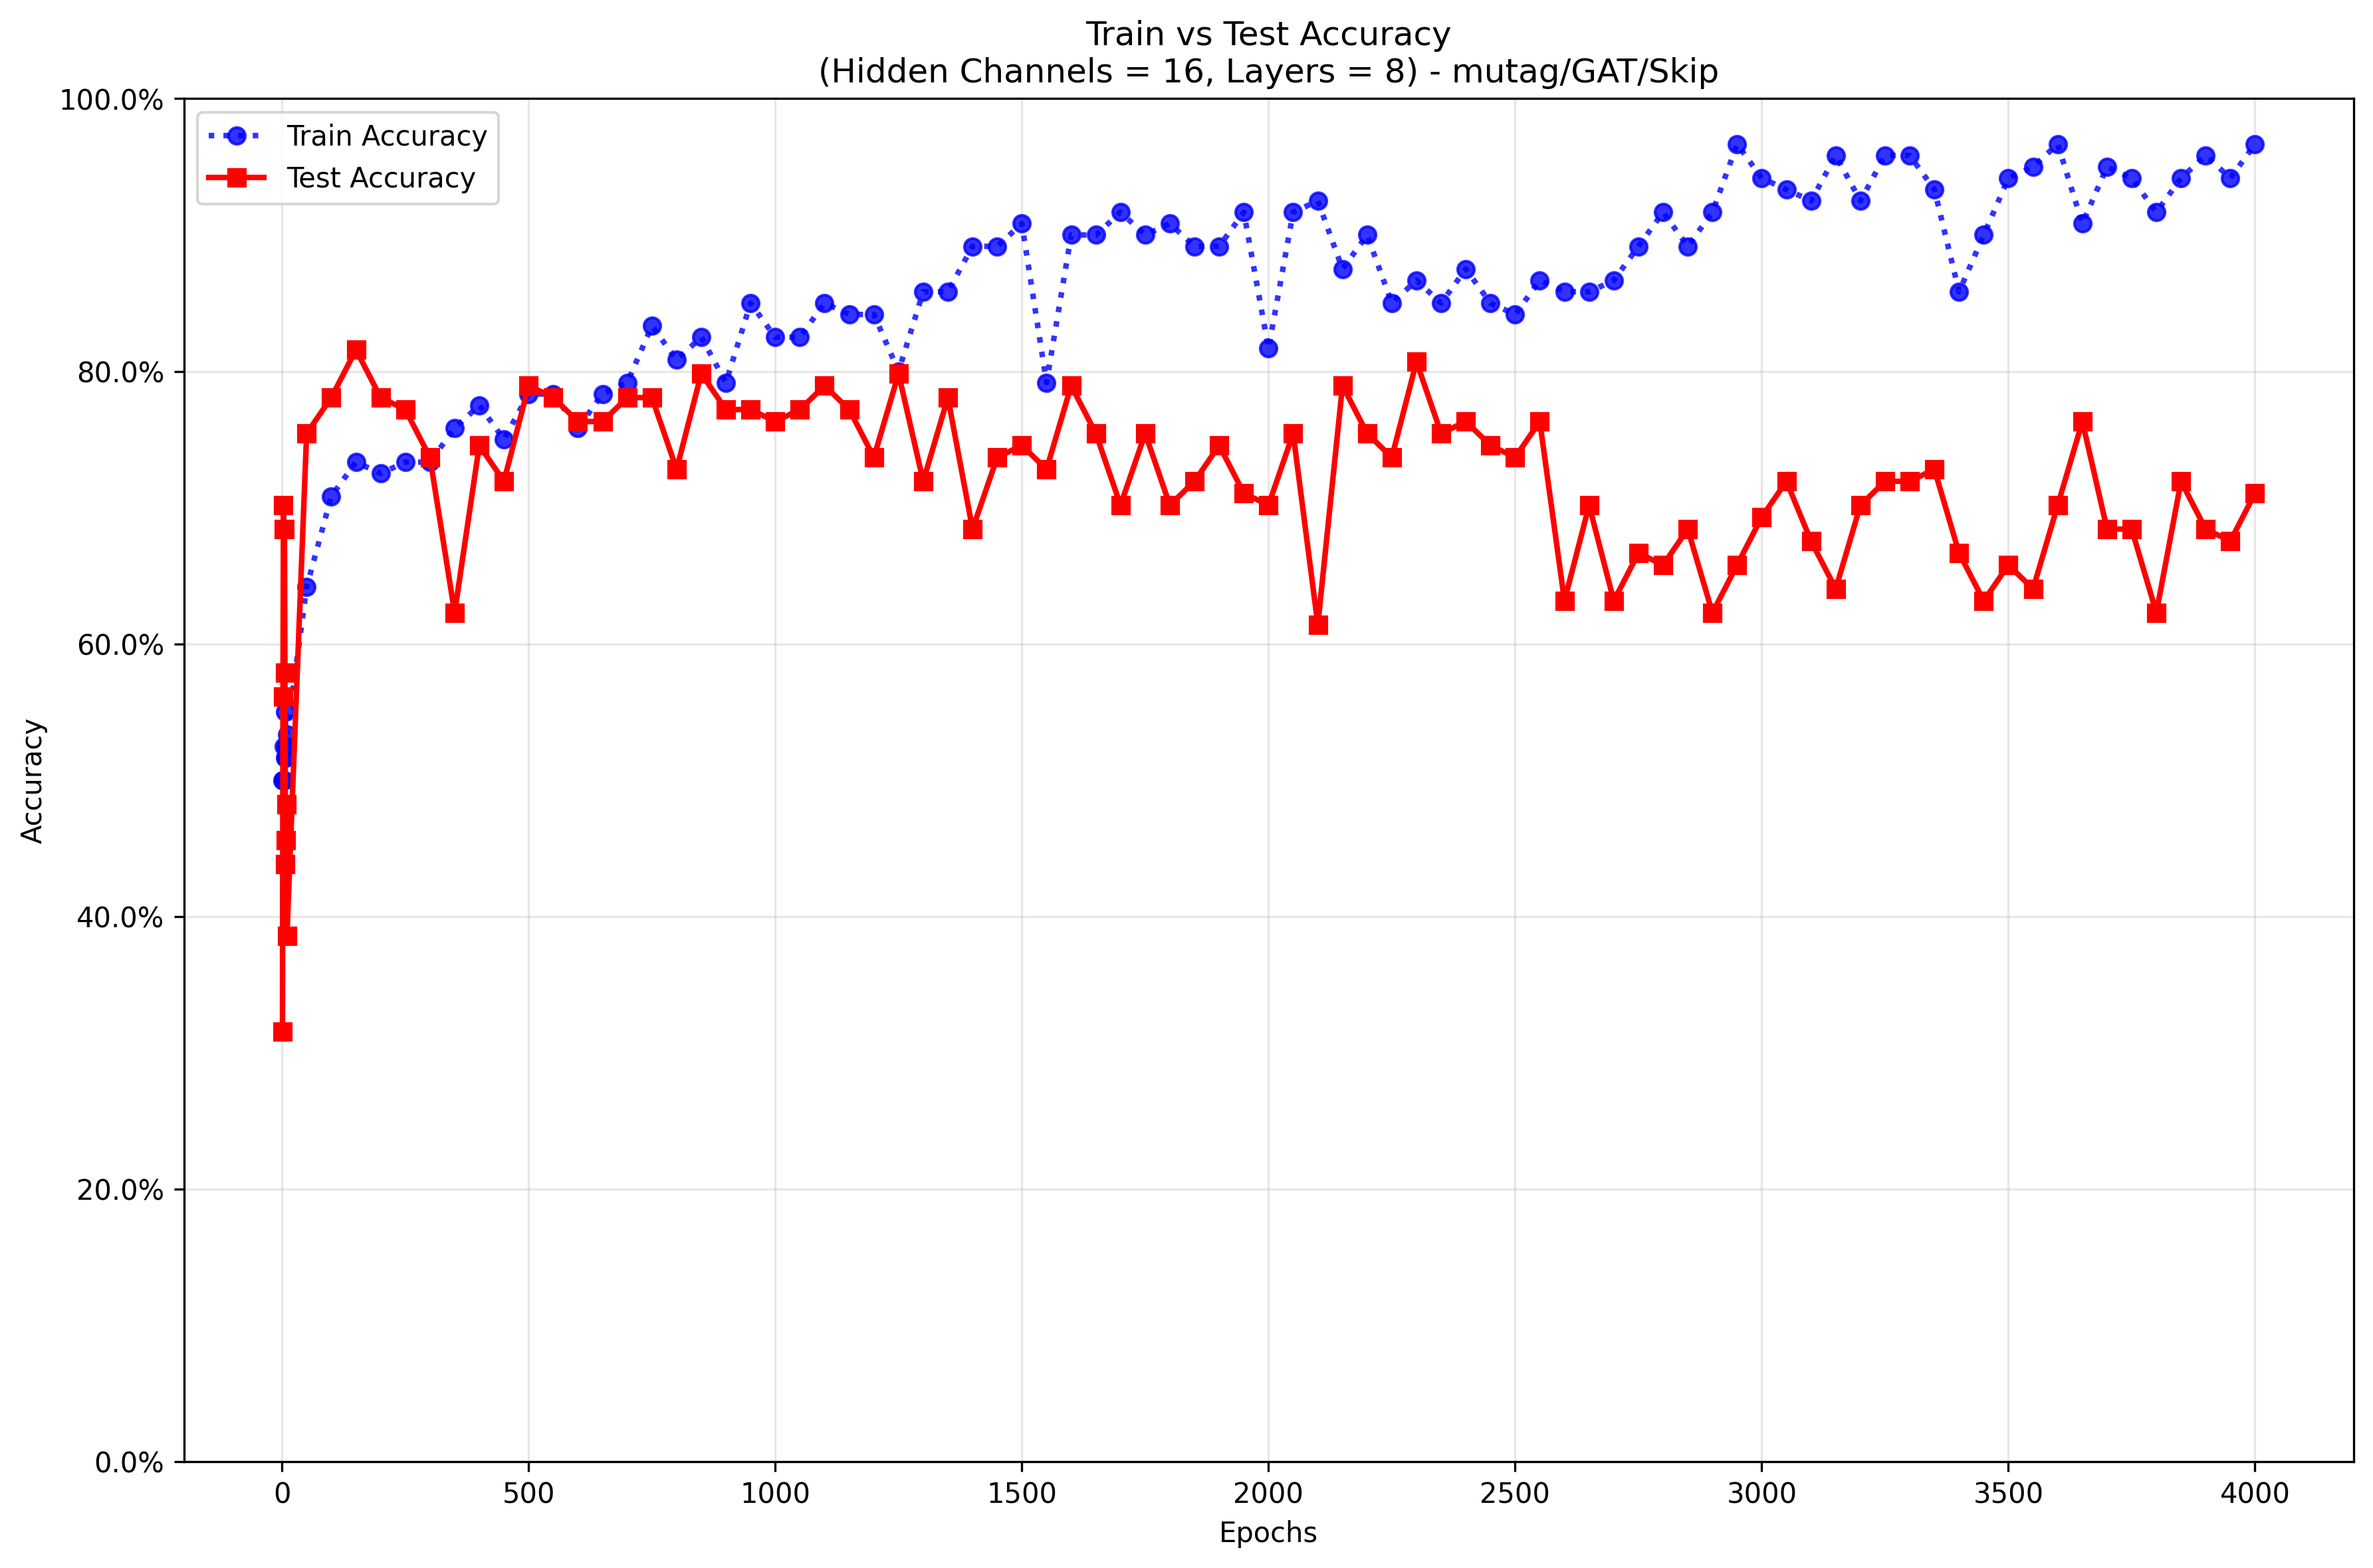 Train vs Test Accuracy
(Hidden Channels = 16, Layers = 8) - mutag/GAT/Skip
Train Accuracy
Test Accuracy
Accuracy
100.0%
80.0%
60.0%
40.0%
20.0%
0.0%
0 500 1000 1500 2000 2500 3000 3500 4000
Epochs